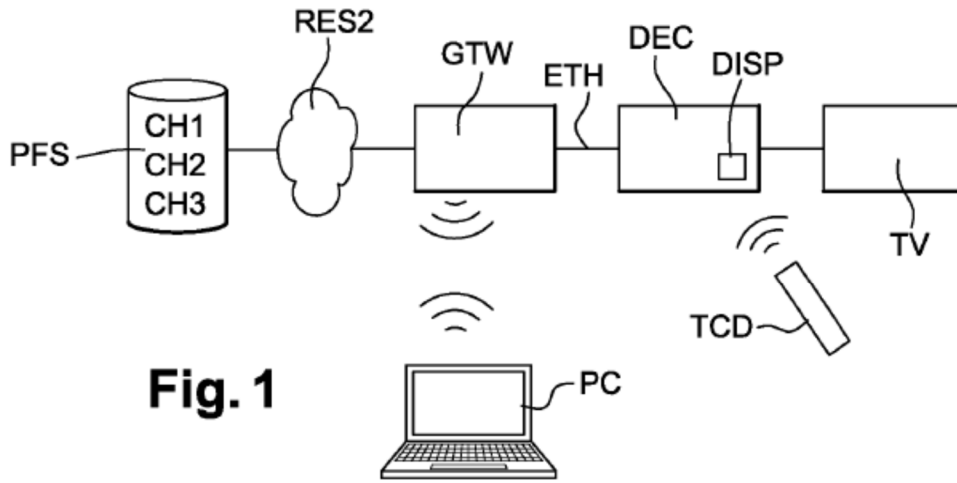 RES2
GTW
ETH
DEC
DISP
PFS
CH1
CH2
CH3
TV
TCD
PC
Fig. 1